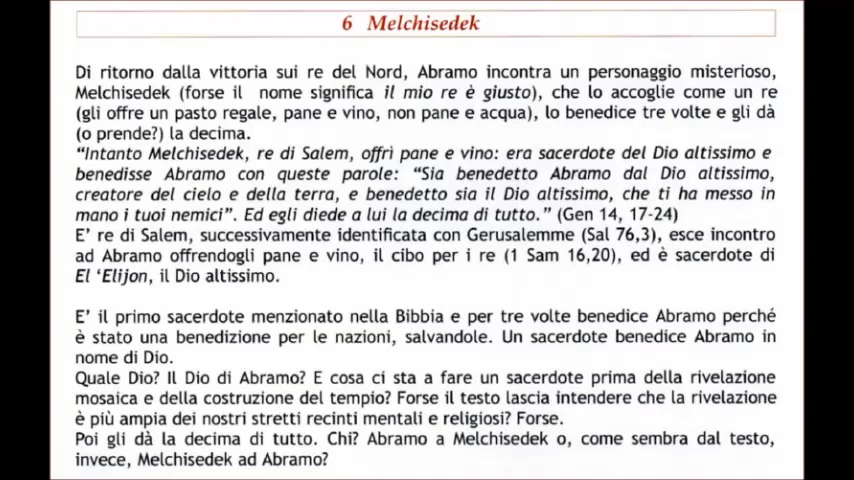 6 Melchisedek
Di ritorno dalla vittoria sui re del Nord, Abramo incontra un personaggio misterioso,
Melchisedek (forse il nome significa il mio re è giusto), che lo accoglie come un re
(gli offre un pasto regale, pane e vino, non pane e acqua), lo benedice tre volte e gli dà
(o prende?) la decima.
“Intanto Melchisedek, re di Salem, offrì pane e vino: era sacerdote del Dio altissimo e
benedisse Abramo con queste parole: “Sia benedetto Abramo dal Dio altissimo,
creatore del cielo e della terra, e benedetto sia il Dio altissimo, che ti ha messo in
mano i tuoi nemici”. Ed egli diede a lui la decima di tutto.” (Gen 14, 17-24)
E’ re di Salem, successivamente identificata con Gerusalemme (Sal 76,3), esce incontro
ad Abramo offrendogli pane e vino, il cibo per i re (1 Sam 16,20), ed è sacerdote di
El ‘Elijon, il Dio altissimo.
E’ il primo sacerdote menzionato nella Bibbia e per tre volte benedice Abramo perché
è stato una benedizione per le nazioni, salvandole. Un sacerdote benedice Abramo in
nome di Dio.
Quale Dio? Il Dio di Abramo? E cosa ci sta a fare un sacerdote prima della rivelazione
mosaica e della costruzione del tempio? Forse il testo lascia intendere che la rivelazione
è più ampia dei nostri stretti recinti mentali e religiosi? Forse.
Poi gli dà la decima di tutto. Chi? Abramo a Melchisedek o, come sembra dal testo,
invece, Melchisedek ad Abramo?